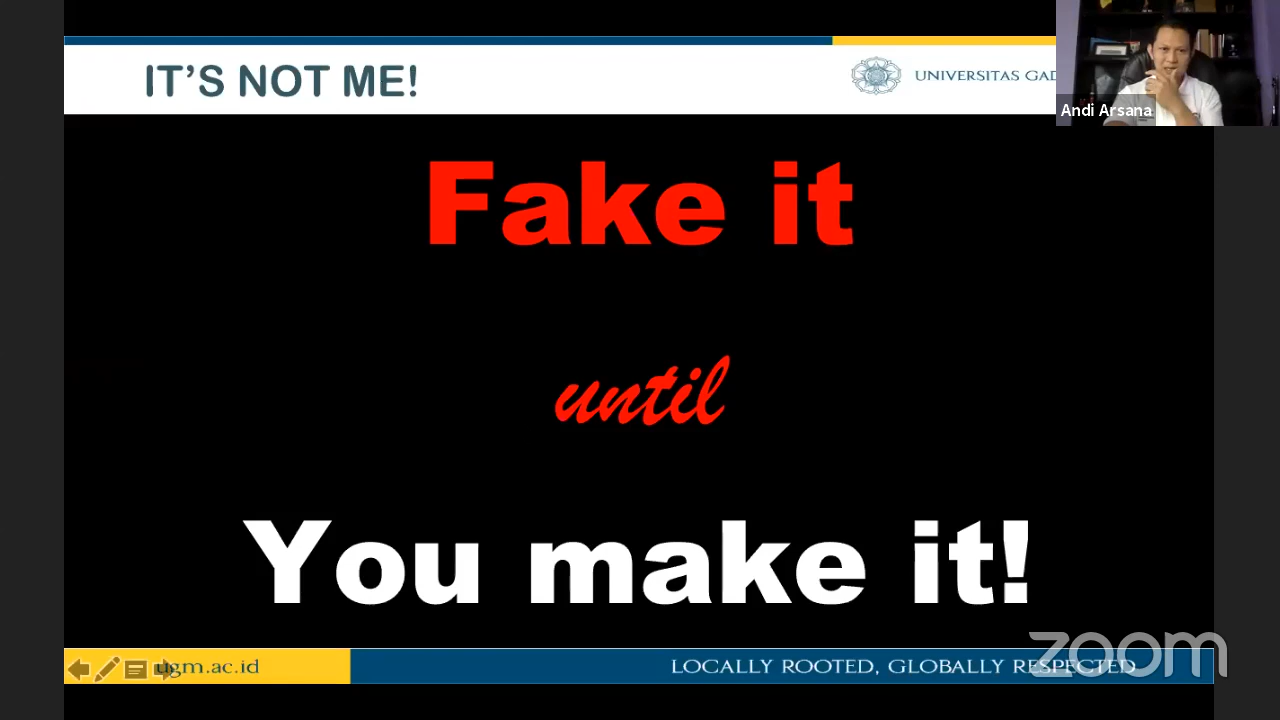 IT'S NOT ME!
UNIVERSITAS
Andi Arsana
Fake it
until
You make it!
ugm.ac.id
LOCALLY ROOTED, GLOBALLY RESPECTED
zoom